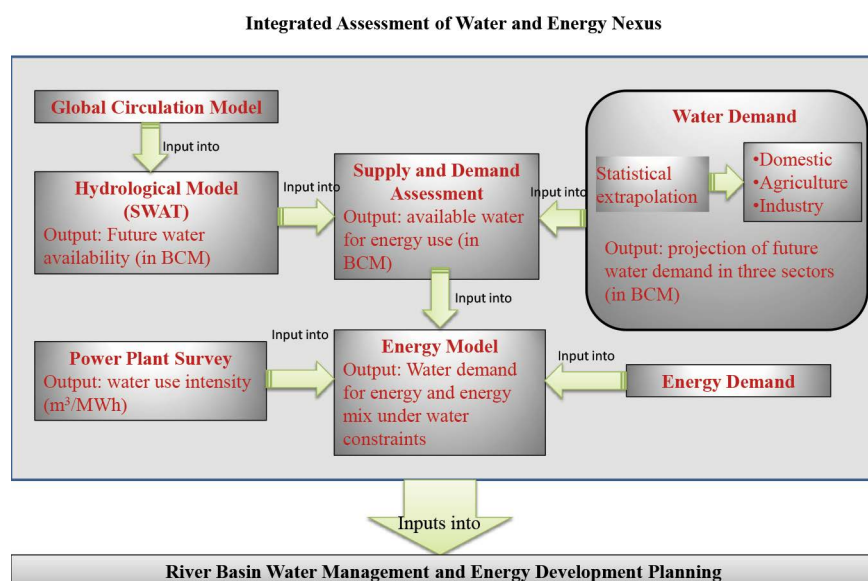 Integrated Assessment of Water and Energy Nexus
Global Circulation Model
Input into
Hydrological Model
(SWAT)
Output: Future water
availability (in BCM)
Input into
Supply and Demand
Assessment
Output: available water
for energy use (in
BCM)
Input into
Water Demand
Statistical
extrapolation
•Domestic
•Agriculture
•Industry
Output: projection of future
water demand in three sectors
(in BCM)
Input into
Power Plant Survey
Output: water use intensity
(m³/MWh)
Input into
Energy Model
Output: Water demand
for energy and energy
mix under water
constraints
Input into
Energy Demand
Inputs into
River Basin Water Management and Energy Development Planning